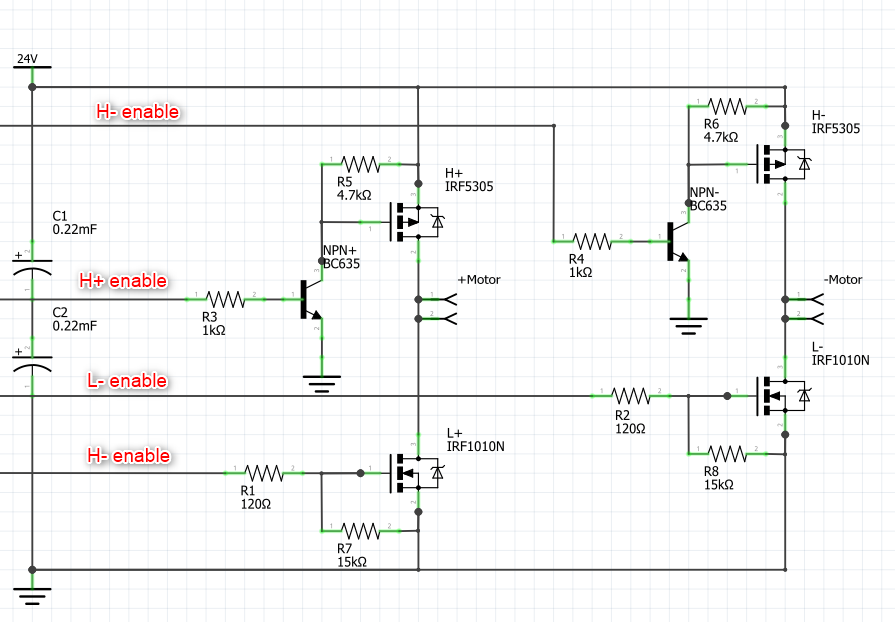 24V
H- enable
R6
4.7kΩ
H-
IRF5305
H+
IRF5305
R5
4.7kΩ
NPN-
BC635
C1
0.22mF
NPN+
BC635
R4
1kΩ
H+ enable
+Motor
-Motor
R3
1kΩ
C2
0.22mF
L-
IRF1010N
L- enable
R2
120Ω
L+
IRF1010N
H- enable
R8
15kΩ
R1
120Ω
R7
15kΩ